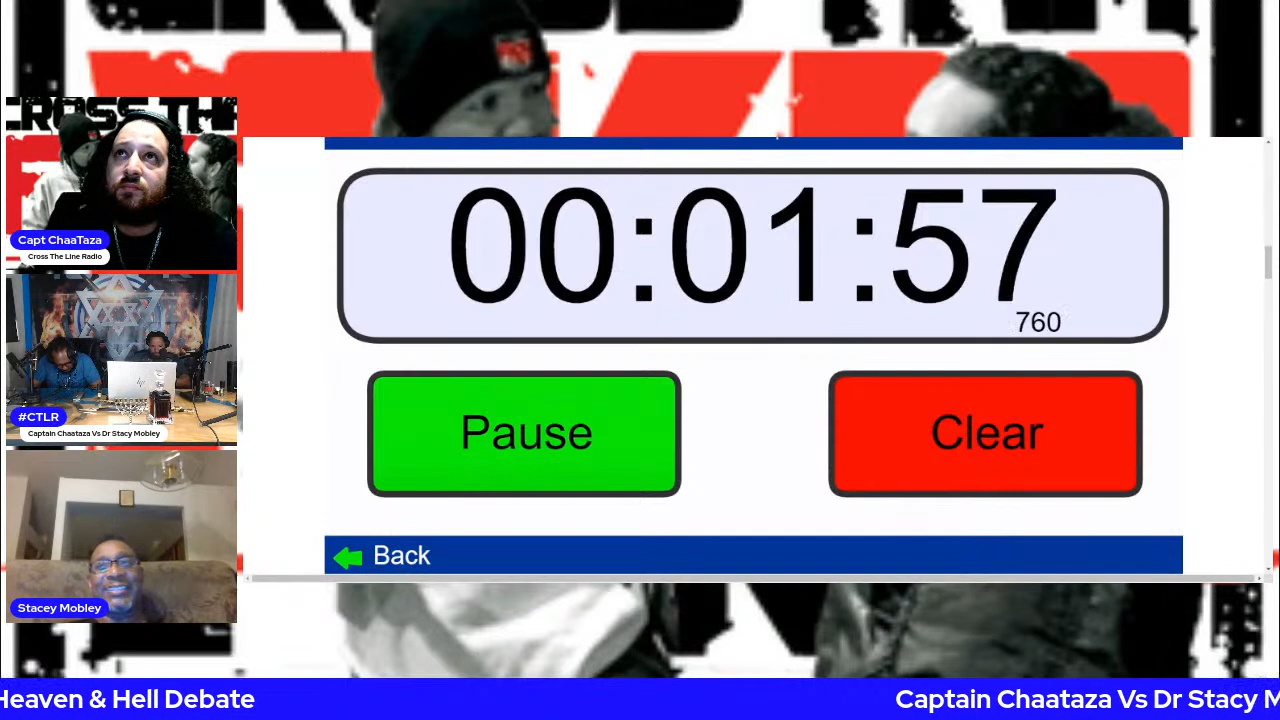 CROSS THE
Capt ChaaTaza
Cross The Line Radio
#CTLR
Captain Chaataza Vs Dr Stacy Mobley
Stacey Mobley
00:01:57
760
Pause
Clear
Back
Heaven & Hell Debate
Captain Chaataza Vs Dr Stacy M